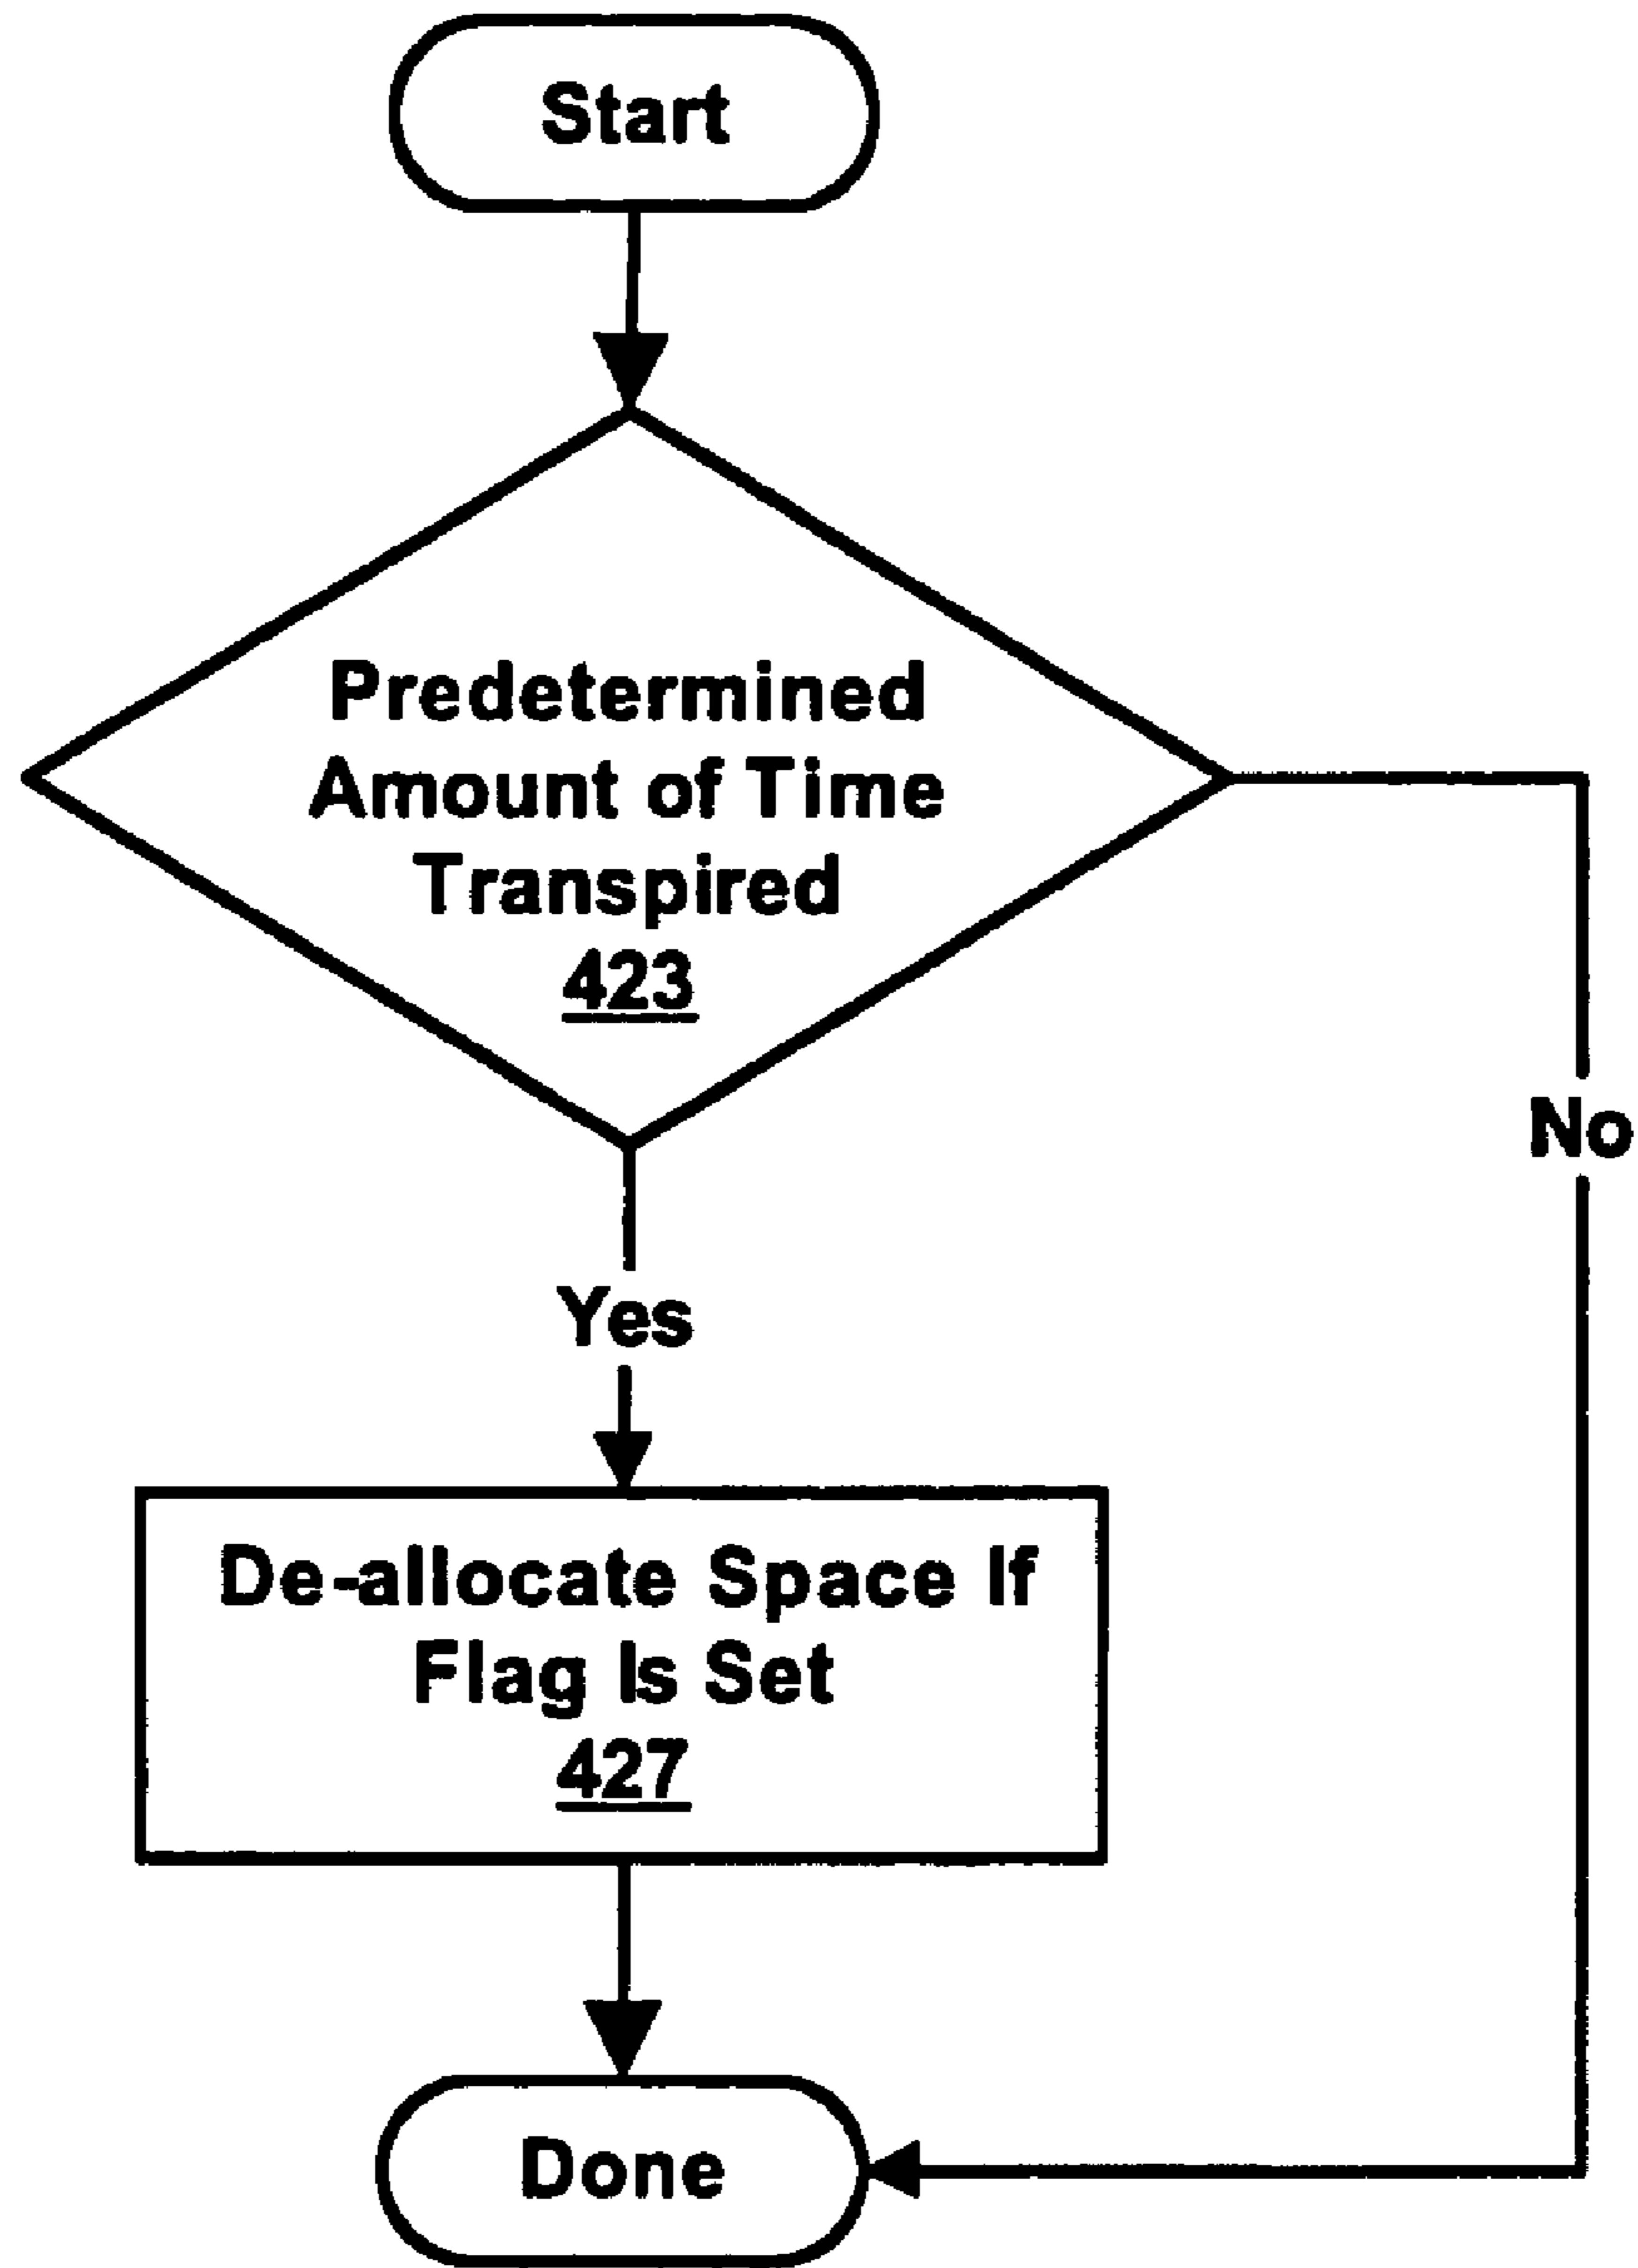 Start
Predetermined
Amount of Time
Transpired
423
No
Yes
De-allocate Space If
Flag Is Set
427
Done